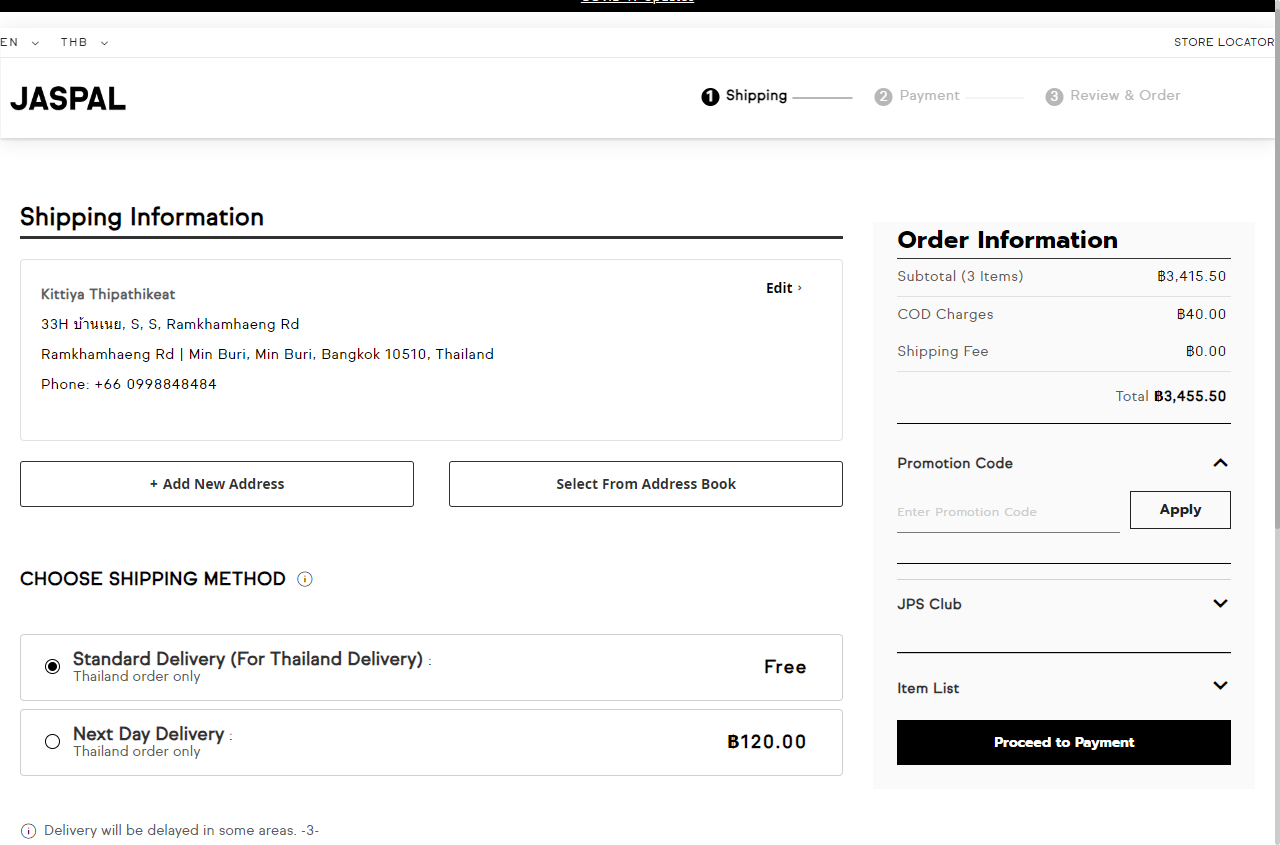 EN THB STORE LOCATOR
JASPAL
1 Shipping 2 Payment 3 Review & Order
Shipping Information
Kittiya Thipathikeat
Edit ›
33H บ้านเนย, S, S, Ramkhamhaeng Rd
Ramkhamhaeng Rd | Min Buri, Min Buri, Bangkok 10510, Thailand
Phone: +66 0998848484
+ Add New Address
Select From Address Book
CHOOSE SHIPPING METHOD
Standard Delivery (For Thailand Delivery) :
Thailand order only
Free
Next Day Delivery :
Thailand order only
฿120.00
Delivery will be delayed in some areas. -3-
Order Information
Subtotal (3 Items) ฿3,415.50
COD Charges ฿40.00
Shipping Fee ฿0.00
Total ฿3,455.50
Promotion Code
Enter Promotion Code
Apply
JPS Club
Item List
Proceed to Payment